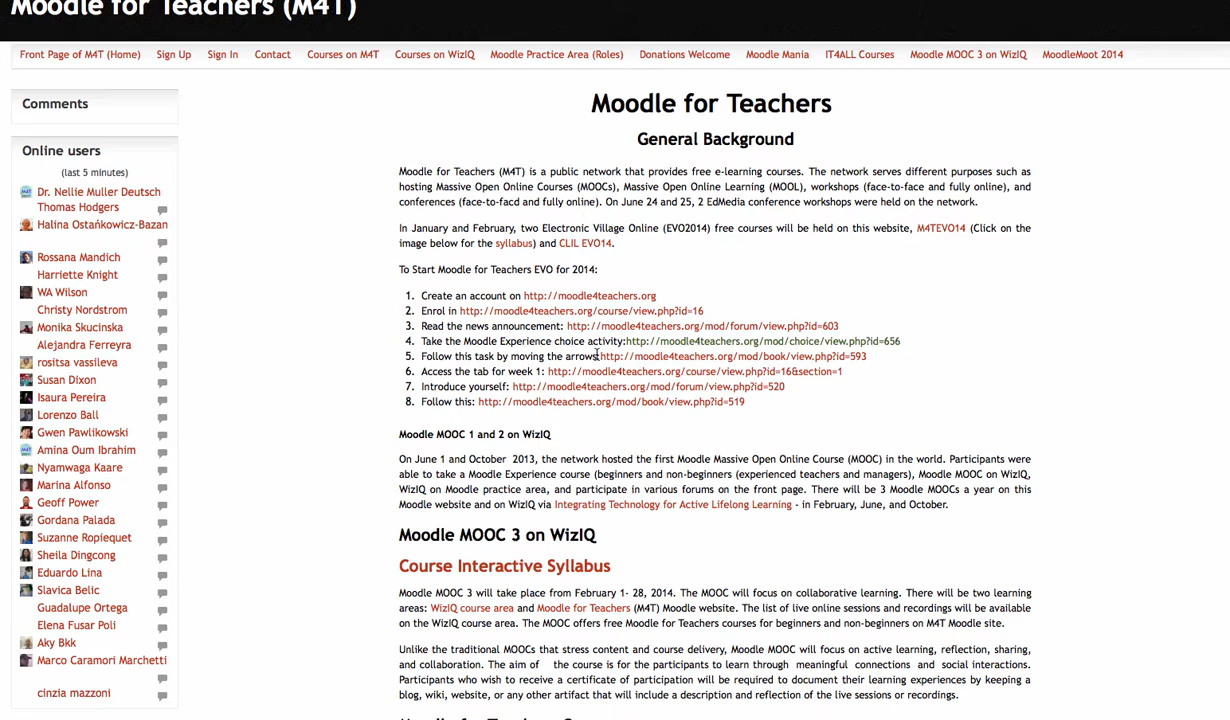 Moodle for Teachers (M4T)
Front Page of M4T (Home) Sign Up Sign In Contact Courses on M4T Courses on WizIQ Moodle Practice Area (Roles) Donations Welcome Moodle Mania IT4ALL Courses Moodle MOOC 3 on WizIQ MoodleMoot 2014
Comments
Online users
(last 5 minutes)
Dr. Nellie Muller Deutsch
Thomas Hodgers
Halina Ostańkowicz-Bazan
Rossana Mandich
Harriette Knight
WA Wilson
Christy Nordstrom
Monika Skucinska
Alejandra Ferreyra
rositsa vassileva
Susan Dixon
Isaura Pereira
Lorenzo Ball
Gwen Pawlikowski
Amina Oum Ibrahim
Nyamwaga Kaare
Marina Alfonso
Geoff Power
Gordana Palada
Suzanne Ropiequet
Sheila Dingcong
Eduardo Lina
Slavica Belic
Guadalupe Ortega
Elena Fusar Poli
Aky Bkk
Marco Caramori Marchetti
cinzia mazzoni
Moodle for Teachers
General Background
Moodle for Teachers (M4T) is a public network that provides free e-learning courses. The network serves different purposes such as
hosting Massive Open Online Courses (MOOCs), Massive Open Online Learning (MOOL), workshops (face-to-face and fully online), and
conferences (face-to-facd and fully online). On June 24 and 25, 2 EdMedia conference workshops were held on the network.
In January and February, two Electronic Village Online (EVO2014) free courses will be held on this website, M4TEVO14 (Click on the
image below for the syllabus) and CLIL EVO14.
To Start Moodle for Teachers EVO for 2014:
1. Create an account on http://moodle4teachers.org
2. Enrol in http://moodle4teachers.org/course/view.php?id=16
3. Read the news announcement: http://moodle4teachers.org/mod/forum/view.php?id=603
4. Take the Moodle Experience choice activity:http://moodle4teachers.org/mod/choice/view.php?id=656
5. Follow this task by moving the arrows:http://moodle4teachers.org/mod/book/view.php?id=593
6. Access the tab for week 1: http://moodle4teachers.org/course/view.php?id=16&section=1
7. Introduce yourself: http://moodle4teachers.org/mod/forum/view.php?id=520
8. Follow this: http://moodle4teachers.org/mod/book/view.php?id=519
Moodle MOOC 1 and 2 on WizIQ
On June 1 and October 2013, the network hosted the first Moodle Massive Open Online Course (MOOC) in the world. Participants were
able to take a Moodle Experience course (beginners and non-beginners (experienced teachers and managers), Moodle MOOC on WizIQ,
WizIQ on Moodle practice area, and participate in various forums on the front page. There will be 3 Moodle MOOCs a year on this
Moodle website and on WizIQ via Integrating Technology for Active Lifelong Learning - in February, June, and October.
Moodle MOOC 3 on WizIQ
Course Interactive Syllabus
Moodle MOOC 3 will take place from February 1- 28, 2014. The MOOC will focus on collaborative learning. There will be two learning
areas: WizIQ course area and Moodle for Teachers (M4T) Moodle website. The list of live online sessions and recordings will be available
on the WizIQ course area. The MOOC offers free Moodle for Teachers courses for beginners and non-beginners on M4T Moodle site.
Unlike the traditional MOOCs that stress content and course delivery, Moodle MOOC will focus on active learning, reflection, sharing,
and collaboration. The aim of the course is for the participants to learn through meaningful connections and social interactions.
Participants who wish to receive a certificate of participation will be required to document their learning experiences by keeping a
blog, wiki, website, or any other artifact that will include a description and reflection of the live sessions or recordings.